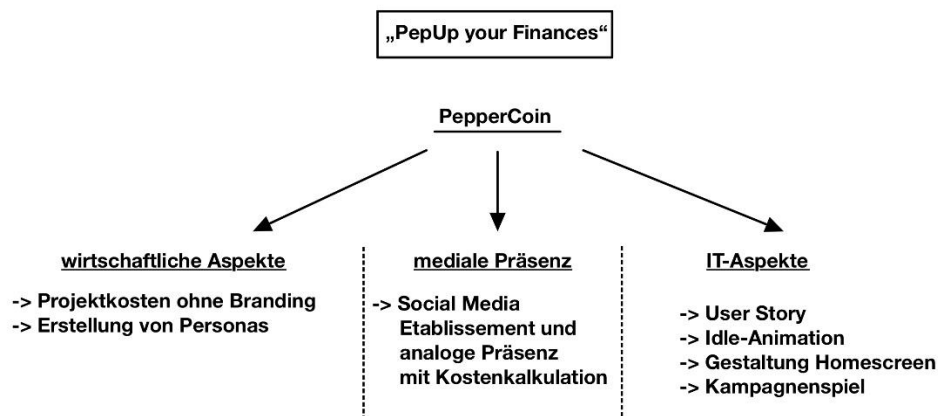 „PepUp your Finances“
PepperCoin
wirtschaftliche Aspekte
-> Projektkosten ohne Branding
-> Erstellung von Personas
mediale Präsenz
-> Social Media
Etablissement und
analoge Präsenz
mit Kostenkalkulation
IT-Aspekte
-> User Story
-> Idle-Animation
-> Gestaltung Homescreen
-> Kampagnenspiel